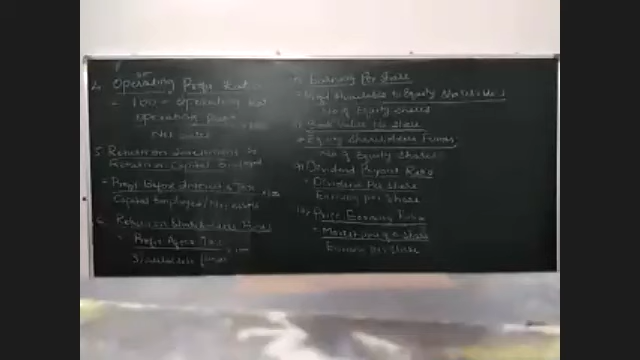 4. Operating Profit Ratio
= 100 - Operating
Operating Profit
Net Sales × 100
5. Return on Investment or
Return on Capital Employed
= Profit before Interest & Tax × 100
Capital Employed/Net Assets
6. Return on Shareholders Funds
= Profit After Tax × 100
Shareholders funds
Earning Per Share
= Profit Available to Equity Shareholders
No of Equity Shares
Book Value Per Share
= Equity Shareholders Funds
No of Equity Shares
9) Dividend Payout Ratio
= Dividend Per Share
Earning per Share
10) Price Earning Ratio
= Market Price of a Share
Earning per Share